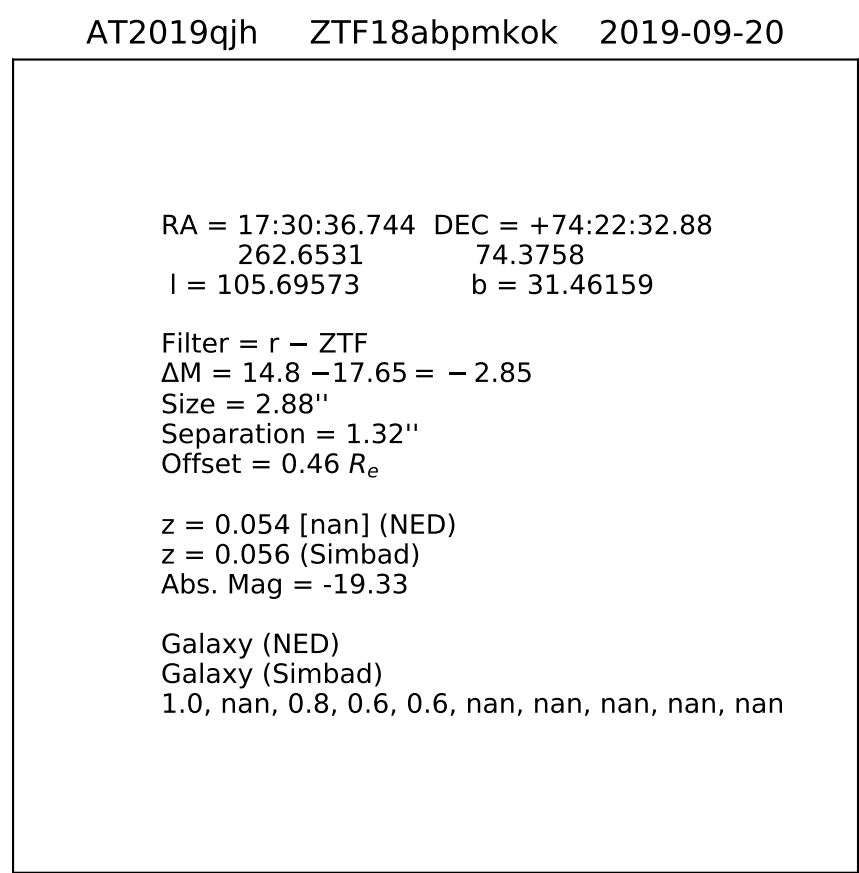 AT2019qjh ZTF18abpmkok 2019-09-20
RA = 17:30:36.744 DEC = +74:22:32.88
262.6531 74.3758
l = 105.69573 b = 31.46159
Filter = r − ZTF
ΔM = 14.8 −17.65 = − 2.85
Size = 2.88''
Separation = 1.32''
Offset = 0.46 Re
z = 0.054 [nan] (NED)
z = 0.056 (Simbad)
Abs. Mag = -19.33
Galaxy (NED)
Galaxy (Simbad)
1.0, nan, 0.8, 0.6, 0.6, nan, nan, nan, nan, nan